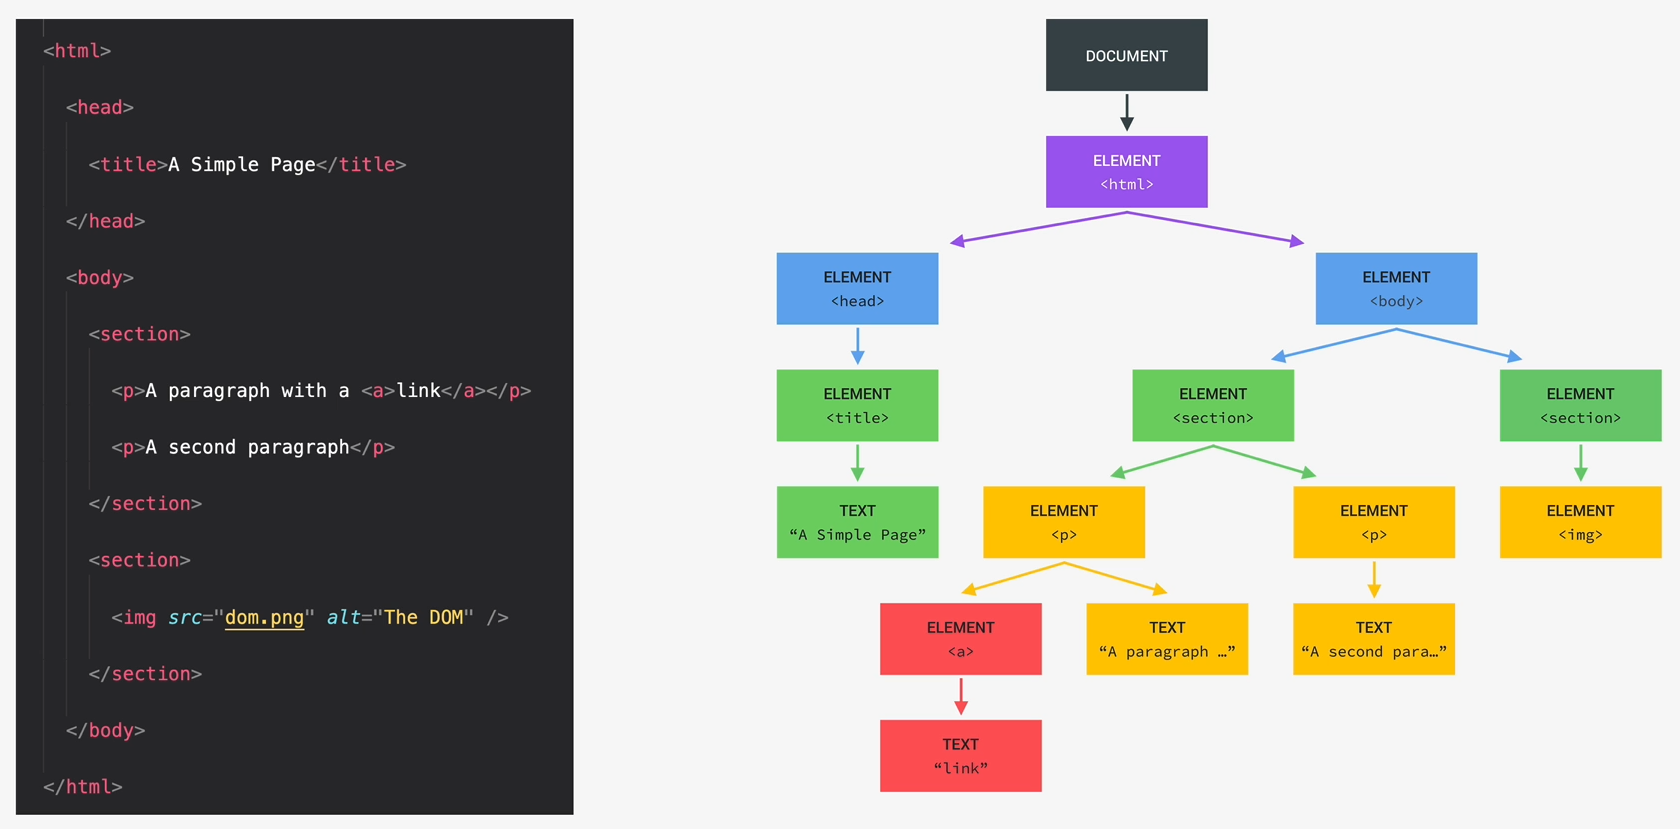 <html>
<head>
<title>A Simple Page</title>
</head>
<body>
<section>
<p>A paragraph with a <a>link</a></p>
<p>A second paragraph</p>
</section>
<section>
<img src="dom.png" alt="The DOM" />
</section>
</body>
</html>
DOCUMENT
ELEMENT
<html>
ELEMENT
<head>
ELEMENT
<body>
ELEMENT
<title>
ELEMENT
<section>
ELEMENT
<section>
TEXT
“A Simple Page”
ELEMENT
<p>
ELEMENT
<p>
ELEMENT
<img>
ELEMENT
<a>
TEXT
“A paragraph …”
TEXT
“A second para…”
TEXT
“link”